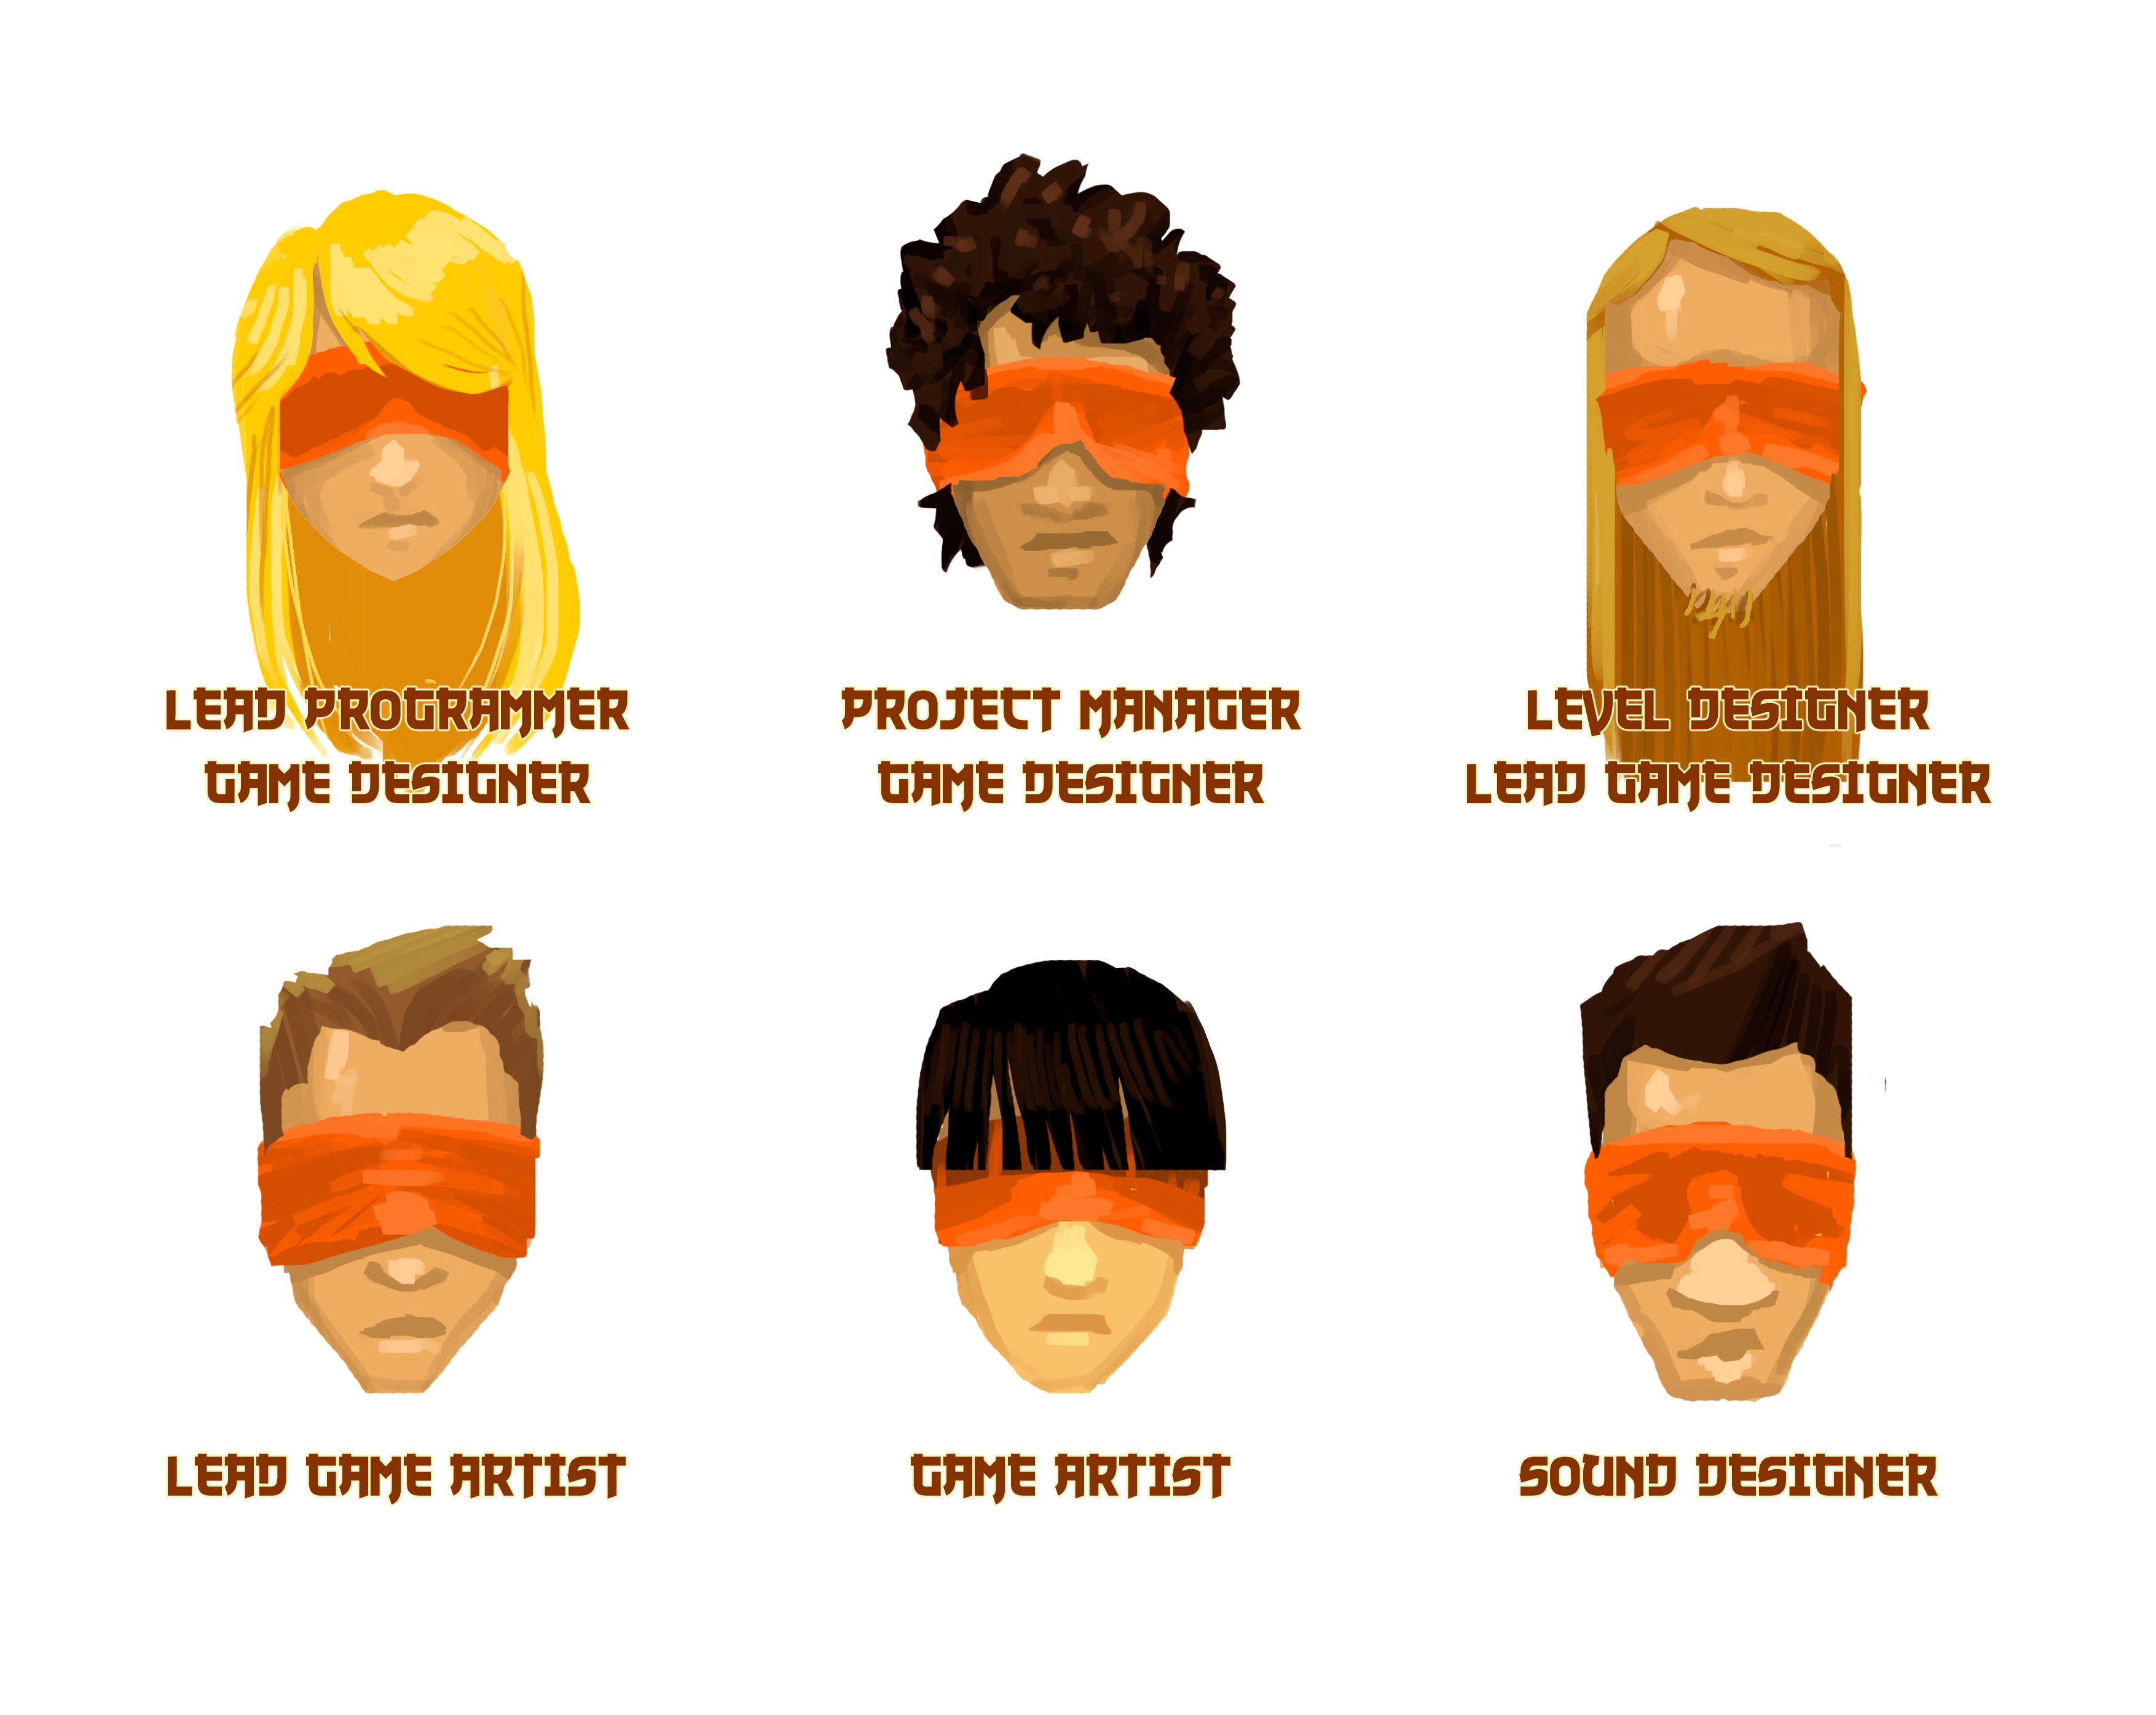 LEAD PROGRAMMER
GAME DESIGNER
PROJECT MANAGER
GAME DESIGNER
LEVEL DESIGNER
LEAD GAME DESIGNER
LEAD GAME ARTIST
GAME ARTIST
SOUND DESIGNER